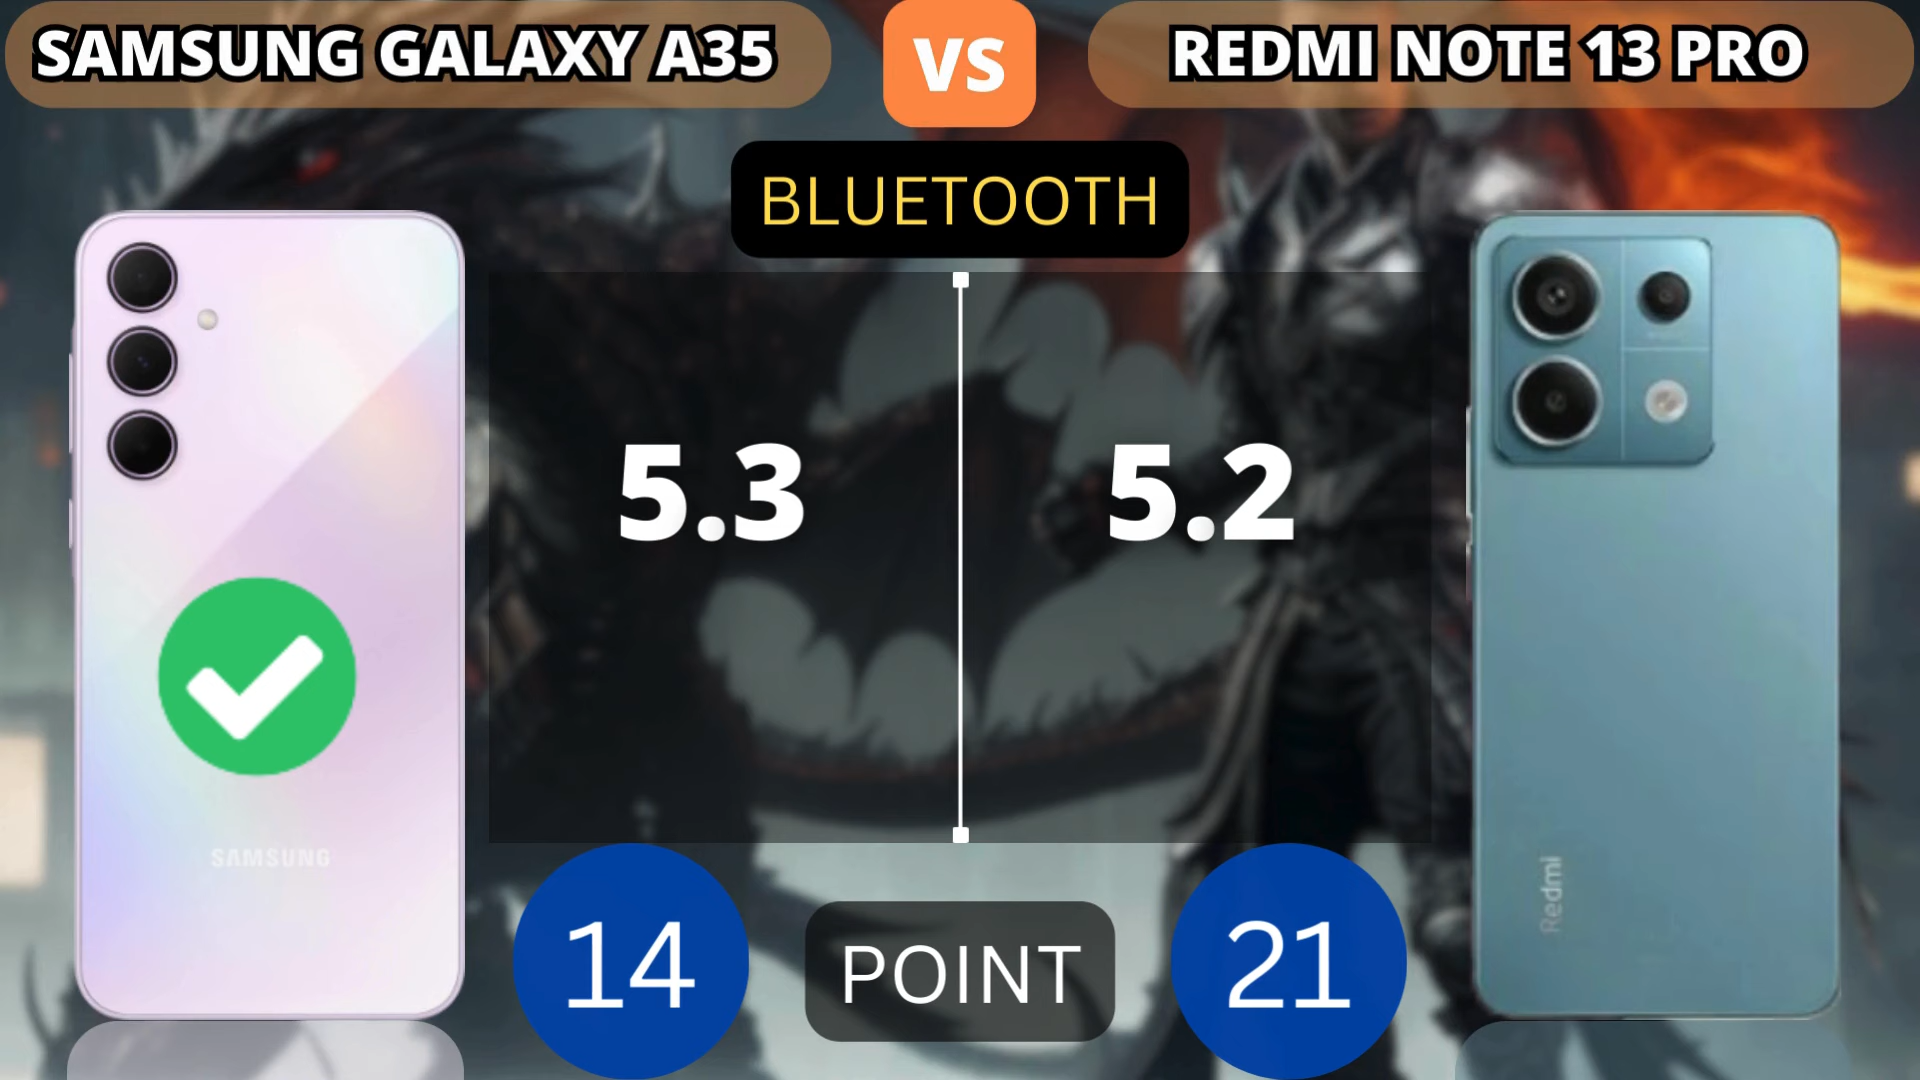 SAMSUNG GALAXY A35
VS
REDMI NOTE 13 PRO
BLUETOOTH
5.3
5.2
SAMSUNG
Redmi
14
POINT
21